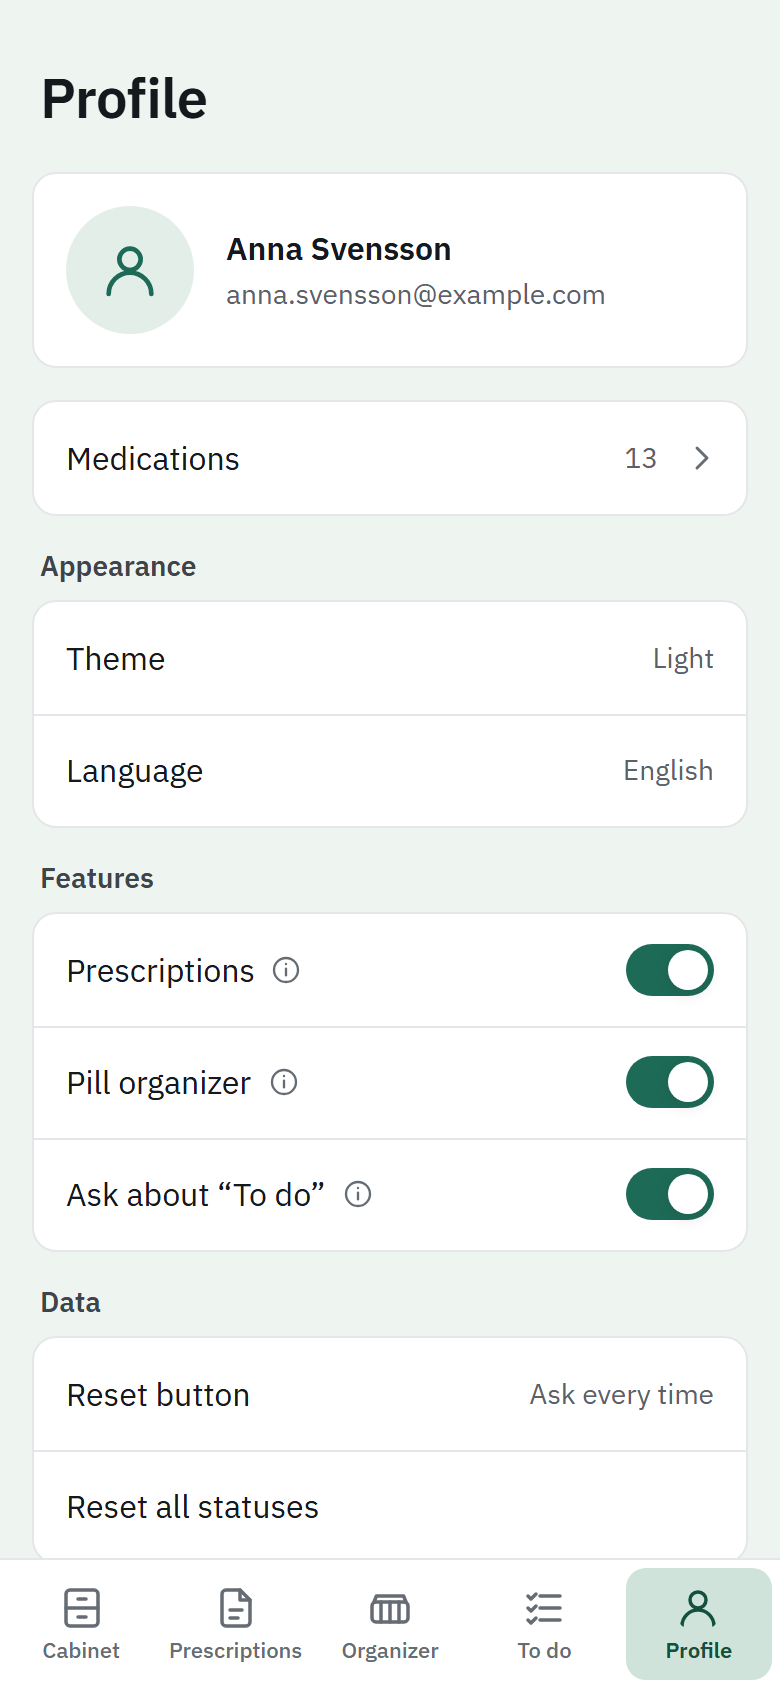 Profile
Anna Svensson
anna.svensson@example.com
Medications 13
Appearance
Theme Light
Language English
Features
Prescriptions
Pill organizer
Ask about “To do”
Data
Reset button Ask every time
Reset all statuses
Cabinet Prescriptions Organizer To do Profile